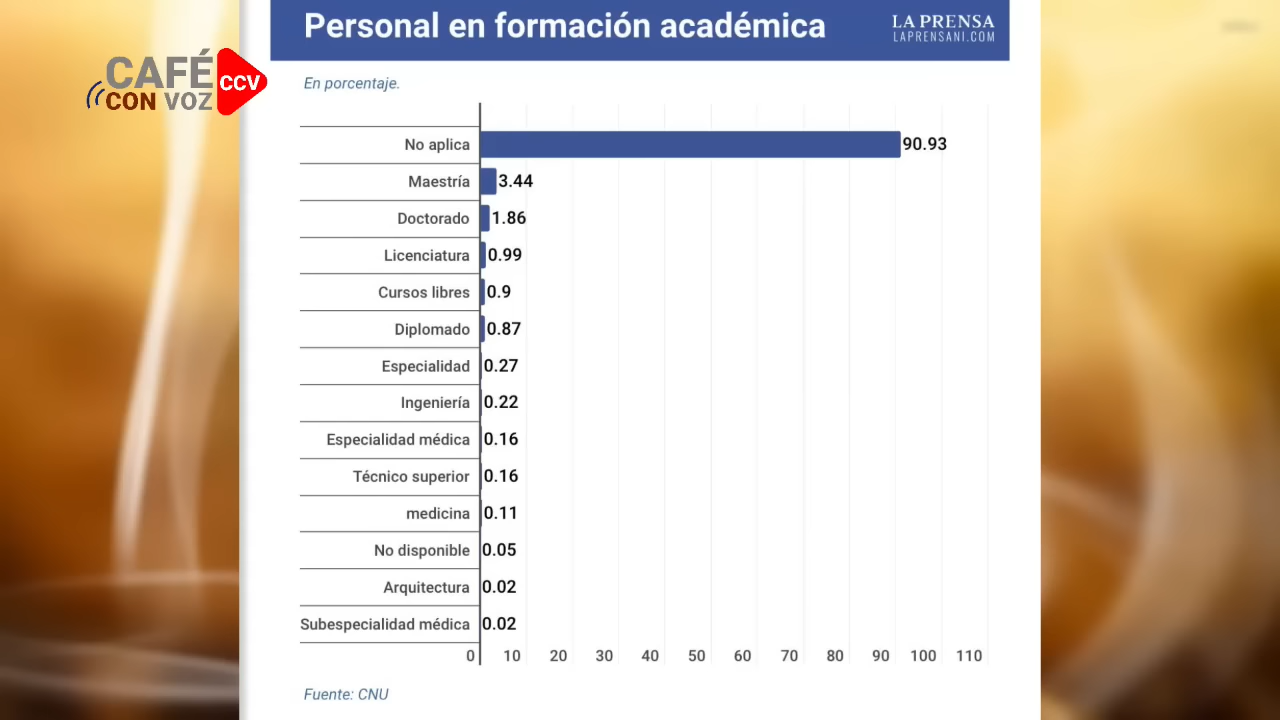 Personal en formación académica
LA PRENSA
LAPRENSANI.COM
CAFÉ
CON VOZ
CCV
En porcentaje.
No aplica 90.93
Maestría 3.44
Doctorado 1.86
Licenciatura 0.99
Cursos libres 0.9
Diplomado 0.87
Especialidad 0.27
Ingeniería 0.22
Especialidad médica 0.16
Técnico superior 0.16
medicina 0.11
No disponible 0.05
Arquitectura 0.02
Subespecialidad médica 0.02
0 10 20 30 40 50 60 70 80 90 100 110
Fuente: CNU